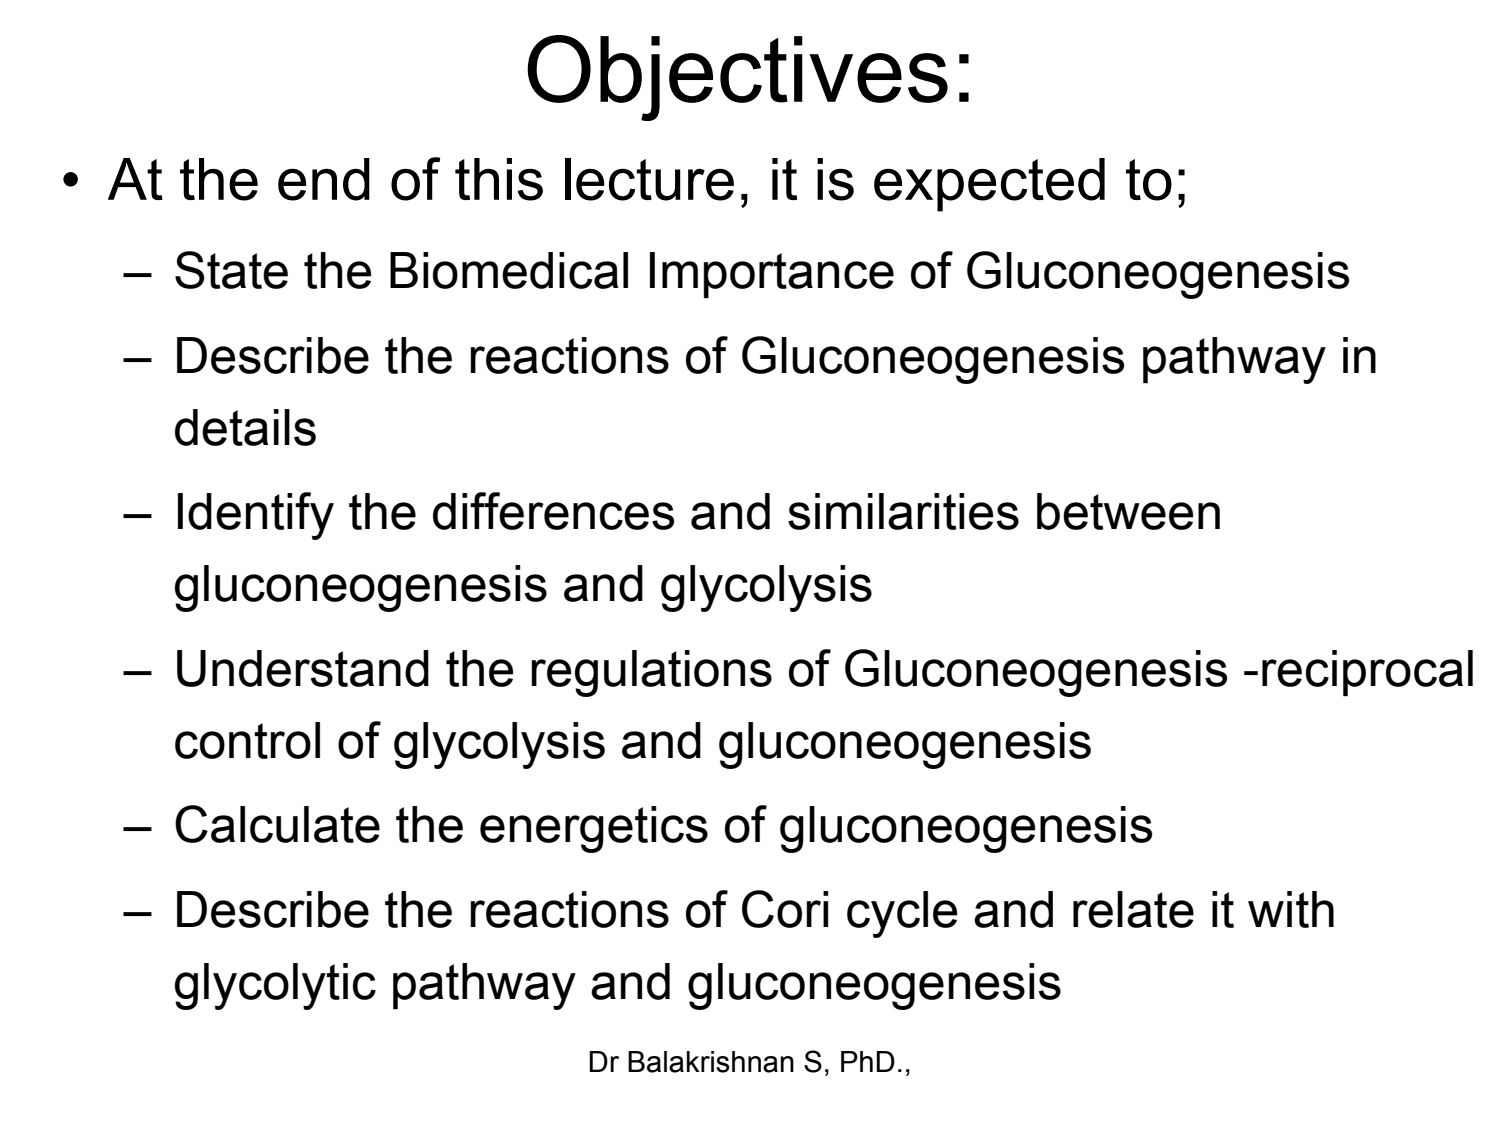 Objectives:
• At the end of this lecture, it is expected to;
– State the Biomedical Importance of Gluconeogenesis
– Describe the reactions of Gluconeogenesis pathway in
details
– Identify the differences and similarities between
gluconeogenesis and glycolysis
– Understand the regulations of Gluconeogenesis -reciprocal
control of glycolysis and gluconeogenesis
– Calculate the energetics of gluconeogenesis
– Describe the reactions of Cori cycle and relate it with
glycolytic pathway and gluconeogenesis
Dr Balakrishnan S, PhD.,